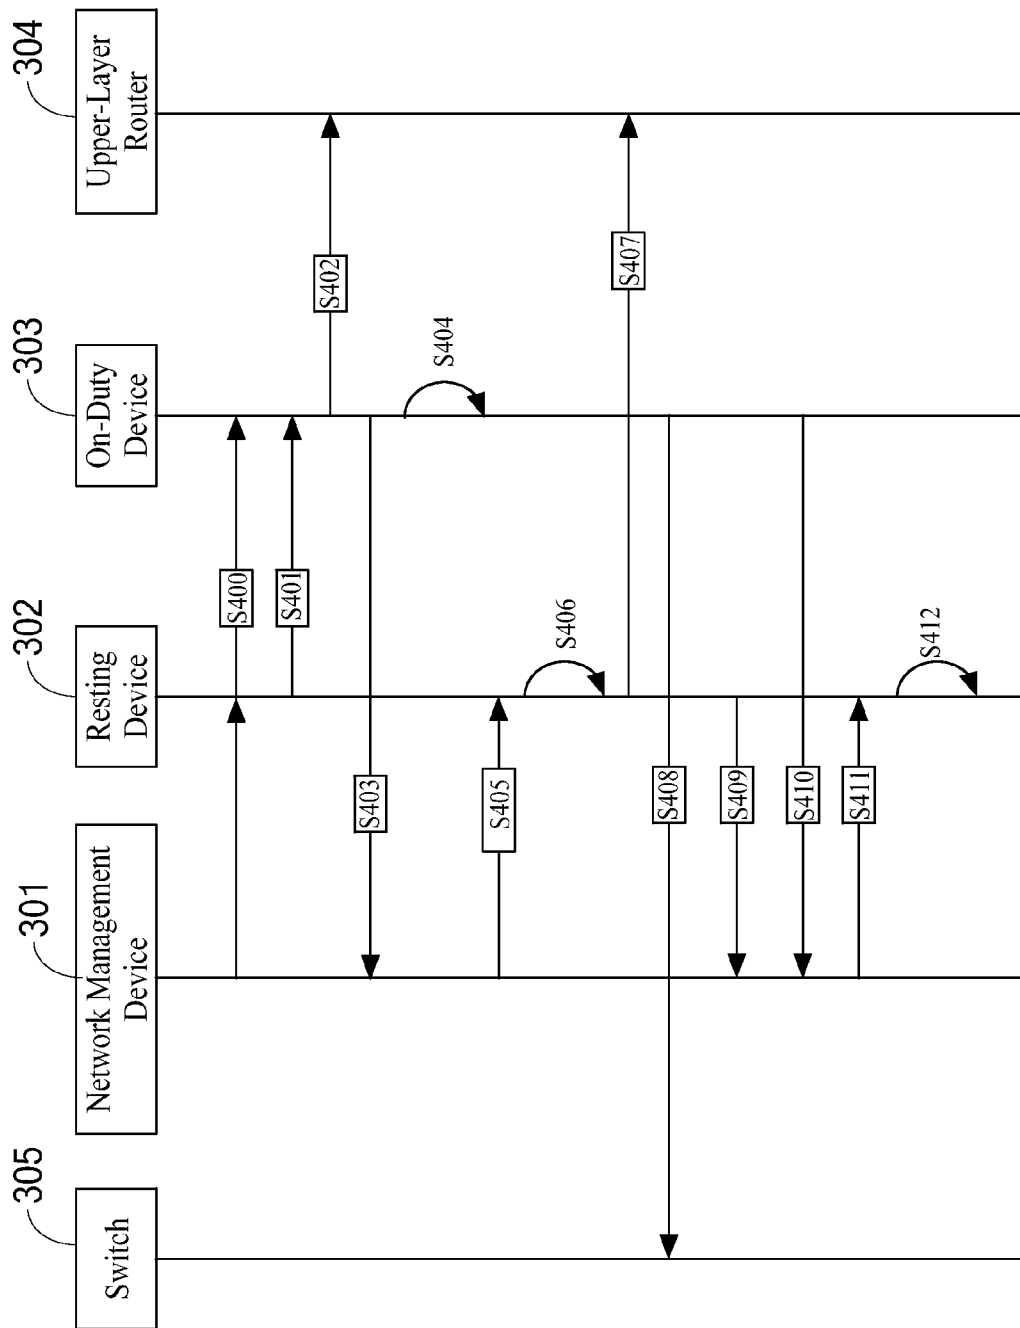 305
Switch
301
Network Management
Device
302
Resting
Device
303
On-Duty
Device
304
Upper-Layer
Router
S400
S401
S402
S403
S404
S405
S406
S407
S408
S409
S410
S411
S412